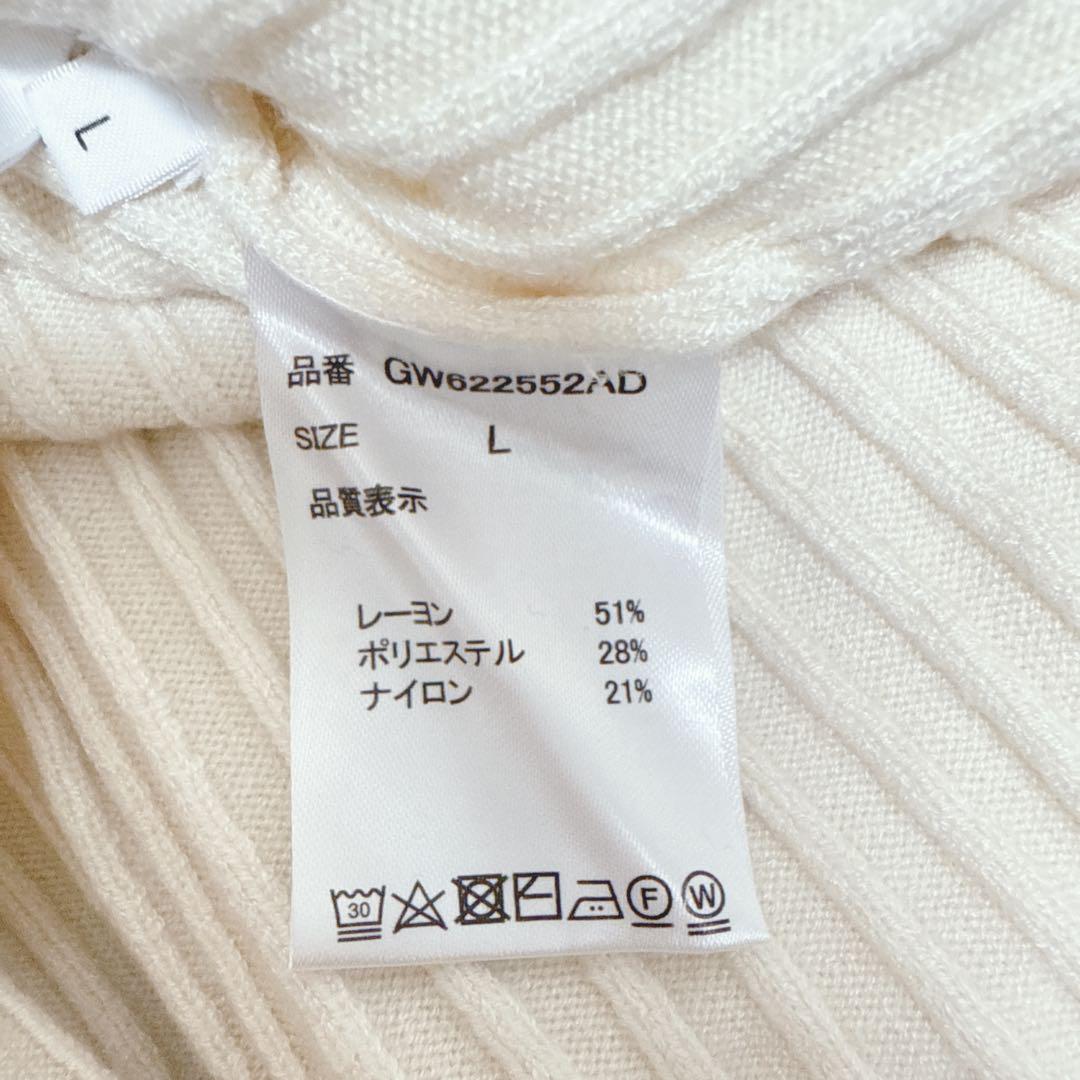 L
品番 GW622552AD
SIZE L
品質表示
レーヨン 51%
ポリエステル 28%
ナイロン 21%
30 F W